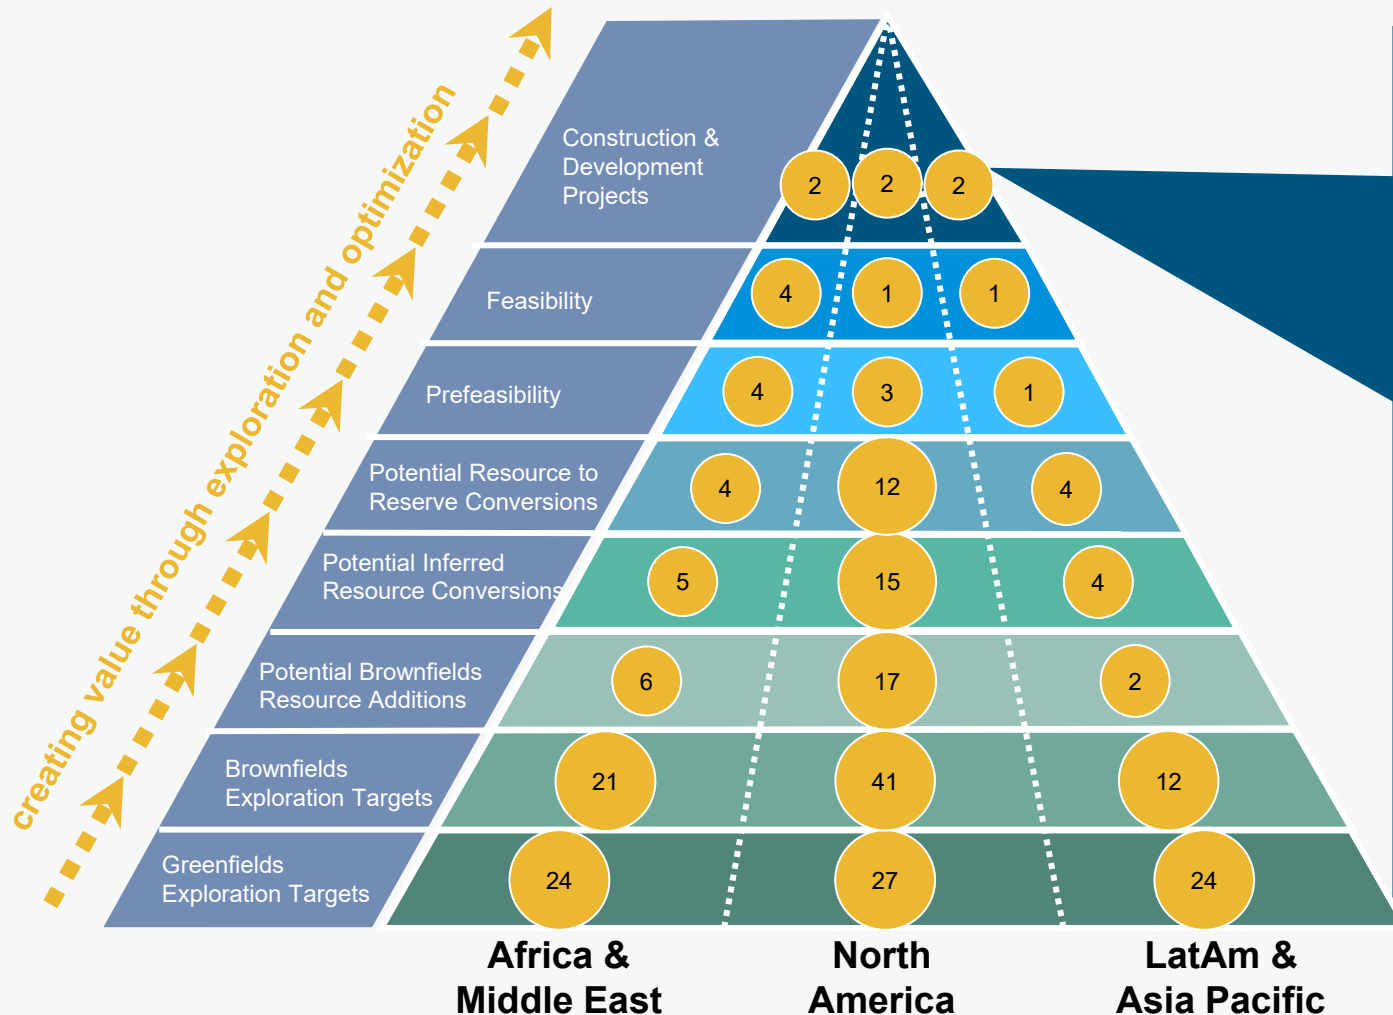 creating value through exploration and optimization
Construction &
Development
Projects
2
2
2
Feasibility
4
1
1
Prefeasibility
4
3
1
Potential Resource to
Reserve Conversions
4
12
4
Potential Inferred
Resource Conversions
5
15
4
Potential Brownfields
Resource Additions
6
17
2
Brownfields
Exploration Targets
21
41
12
Greenfields
Exploration Targets
24
27
24
Africa &
Middle East
North
America
LatAm &
Asia Pacific